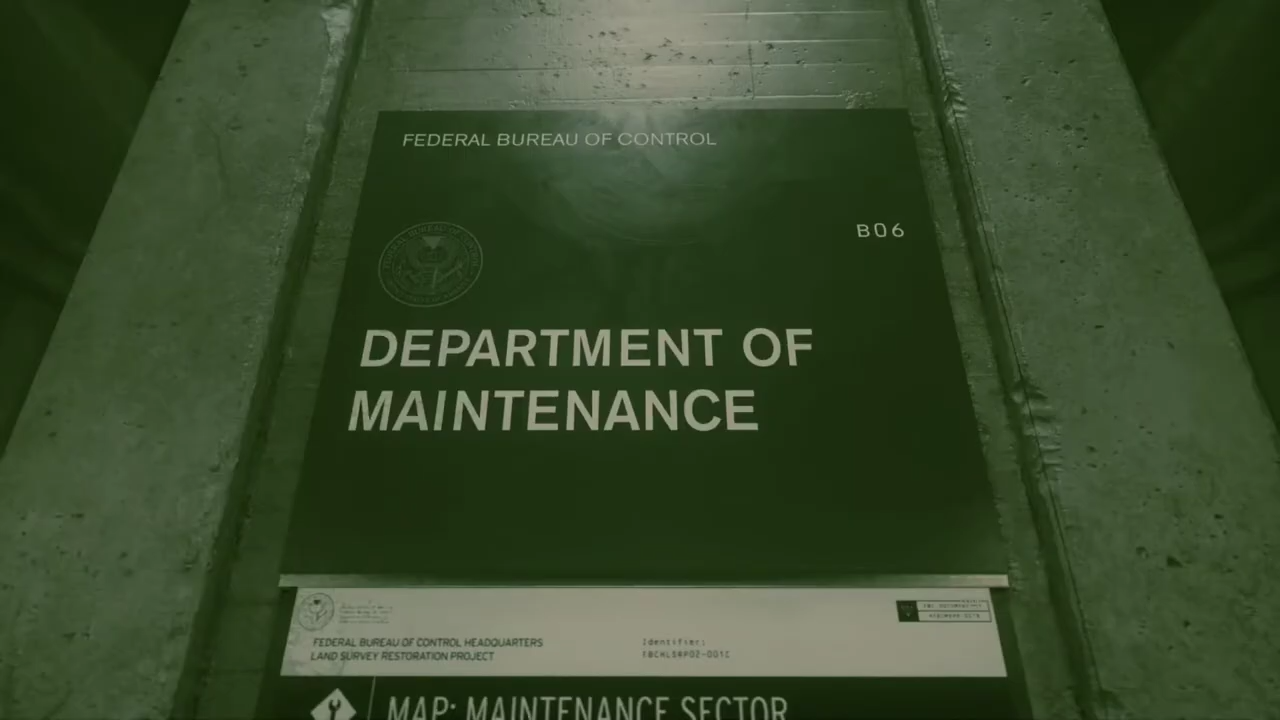 FEDERAL BUREAU OF CONTROL
B06
DEPARTMENT OF
MAINTENANCE
FEDERAL BUREAU OF CONTROL HEADQUARTERS
LAND SURVEY RESTORATION PROJECT
Identifier:
MAP: MAINTENANCE SECTOR